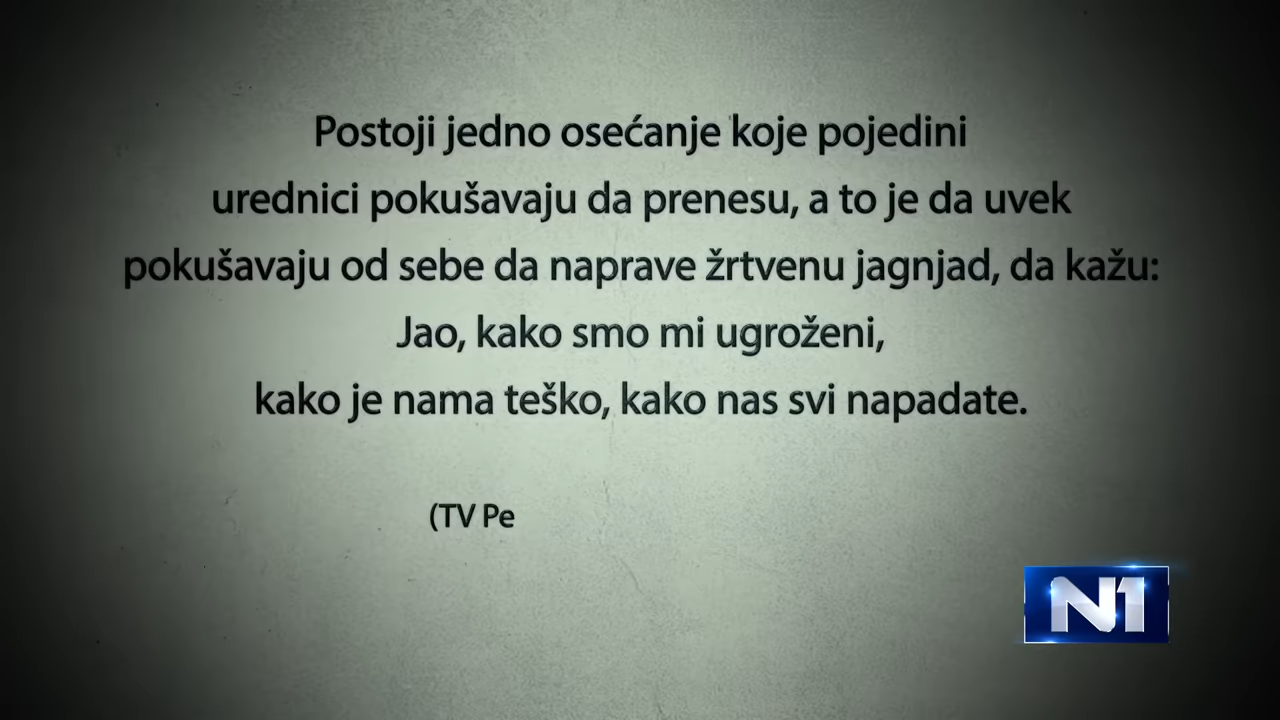 Postoji jedno osećanje koje pojedini
urednici pokušavaju da prenesu, a to je da uvek
pokušavaju od sebe da naprave žrtvenu jagnjad, da kažu:
Jao, kako smo mi ugroženi,
kako je nama teško, kako nas svi napadate.
(TV Pe
N1